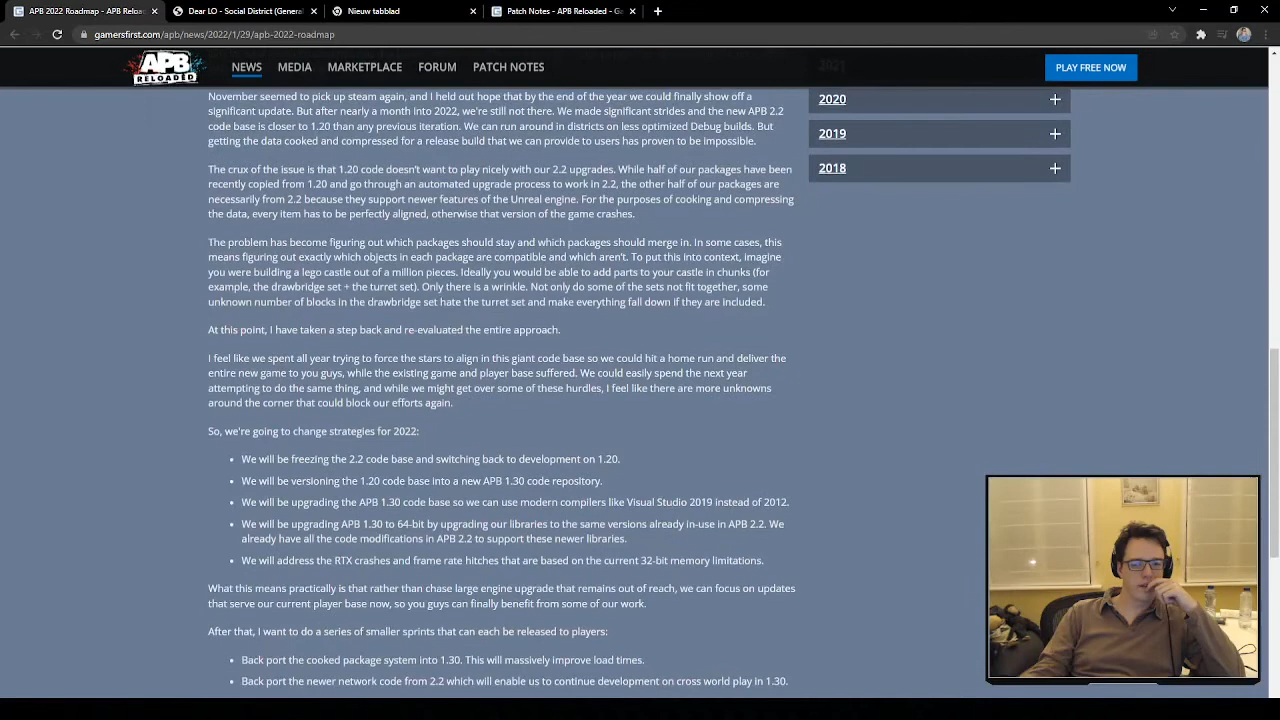 APB 2022 Roadmap - APB Reloaded -
Dear LO - Social District (General
Nieuw tabblad
Patch Notes - APB Reloaded - Ga
gamersfirst.com/apb/news/2022/1/29/apb-2022-roadmap
APB RELOADED
NEWS
MEDIA
MARKETPLACE
FORUM
PATCH NOTES
PLAY FREE NOW
2021
2020
2019
2018
November seemed to pick up steam again, and I held out hope that by the end of the year we could finally show off a
significant update. But after nearly a month into 2022, we're still not there. We made significant strides and the new APB 2.2
code base is closer to 1.20 than any previous iteration. We can run around in districts on less optimized Debug builds. But
getting the data cooked and compressed for a release build that we can provide to users has proven to be impossible.
The crux of the issue is that 1.20 code doesn't want to play nicely with our 2.2 upgrades. While half of our packages have been
recently copied from 1.20 and go through an automated upgrade process to work in 2.2, the other half of our packages are
necessarily from 2.2 because they support newer features of the Unreal engine. For the purposes of cooking and compressing
the data, every item has to be perfectly aligned, otherwise that version of the game crashes.
The problem has become figuring out which packages should stay and which packages should merge in. In some cases, this
means figuring out exactly which objects in each package are compatible and which aren't. To put this into context, imagine
you were building a lego castle out of a million pieces. Ideally you would be able to add parts to your castle in chunks (for
example, the drawbridge set + the turret set). Only there is a wrinkle. Not only do some of the sets not fit together, some
unknown number of blocks in the drawbridge set hate the turret set and make everything fall down if they are included.
At this point, I have taken a step back and re-evaluated the entire approach.
I feel like we spent all year trying to force the stars to align in this giant code base so we could hit a home run and deliver the
entire new game to you guys, while the existing game and player base suffered. We could easily spend the next year
attempting to do the same thing, and while we might get over some of these hurdles, I feel like there are more unknowns
around the corner that could block our efforts again.
So, we're going to change strategies for 2022:
• We will be freezing the 2.2 code base and switching back to development on 1.20.
• We will be versioning the 1.20 code base into a new APB 1.30 code repository.
• We will be upgrading the APB 1.30 code base so we can use modern compilers like Visual Studio 2019 instead of 2012.
• We will be upgrading APB 1.30 to 64-bit by upgrading our libraries to the same versions already in-use in APB 2.2. We
already have all the code modifications in APB 2.2 to support these newer libraries.
• We will address the RTX crashes and frame rate hitches that are based on the current 32-bit memory limitations.
What this means practically is that rather than chase large engine upgrade that remains out of reach, we can focus on updates
that serve our current player base now, so you guys can finally benefit from some of our work.
After that, I want to do a series of smaller sprints that can each be released to players:
• Back port the cooked package system into 1.30. This will massively improve load times.
• Back port the newer network code from 2.2 which will enable us to continue development on cross world play in 1.30.